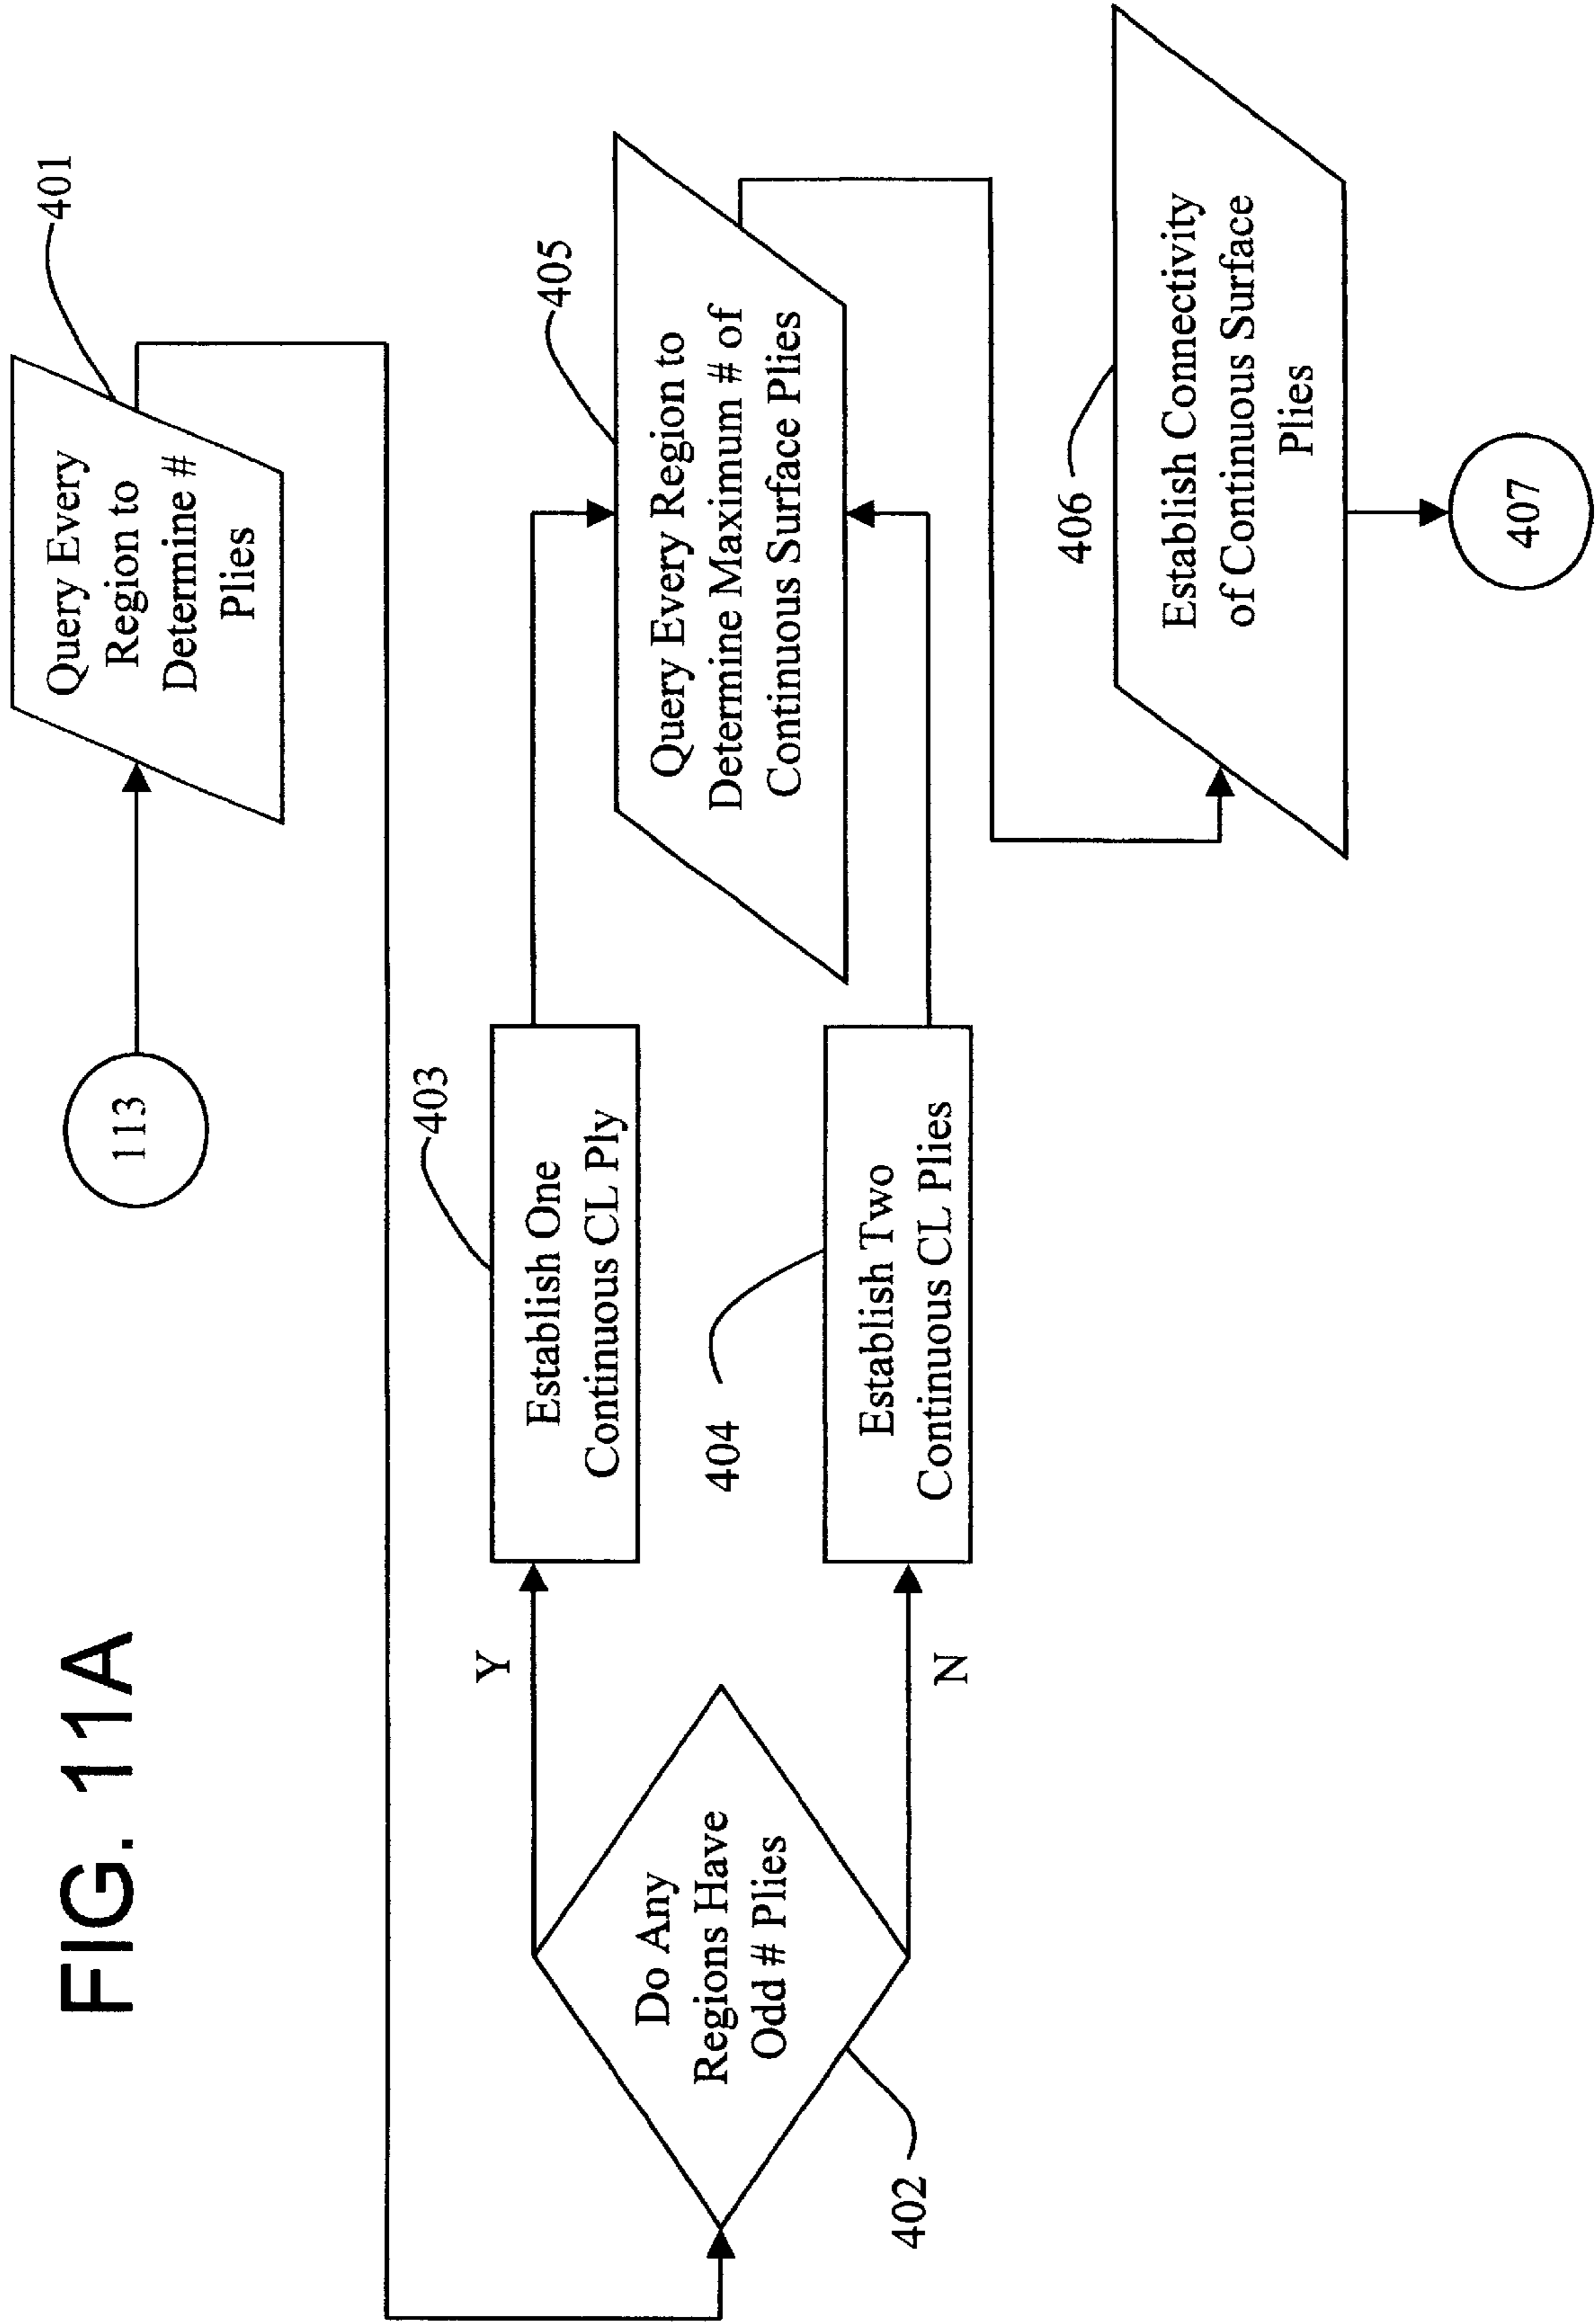 FIG. 11A
113
401
Query Every
Region to
Determine #
Plies
402
Do Any
Regions Have
Odd # Plies
Y
N
403
Establish One
Continuous CL Ply
404
Establish Two
Continuous CL Plies
405
Query Every Region to
Determine Maximum # of
Continuous Surface Plies
406
Establish Connectivity
of Continuous Surface
Plies
407